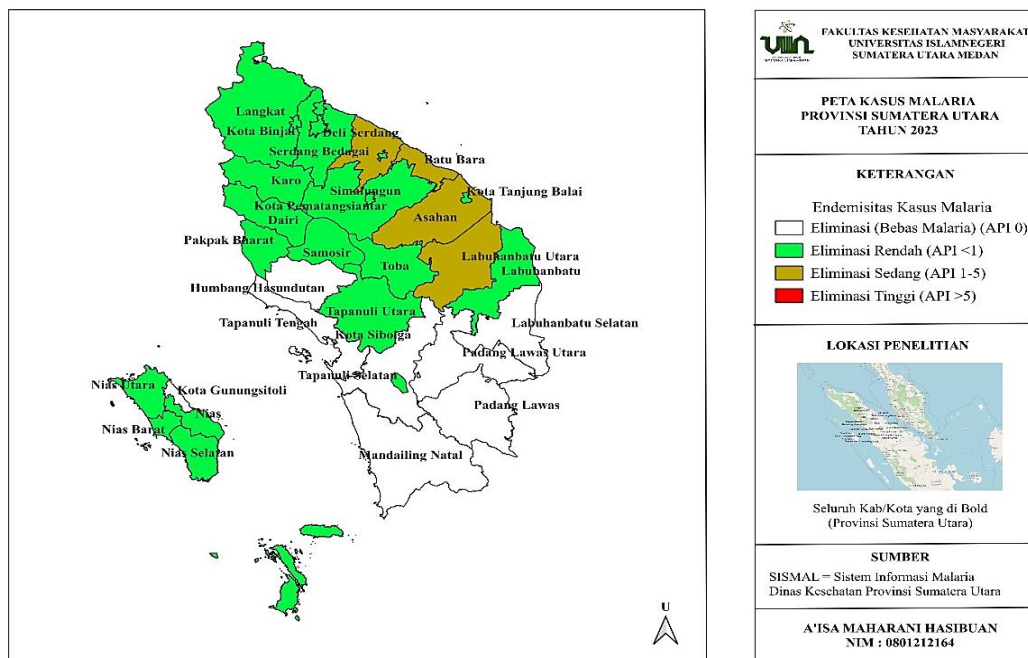 Langkat
Kota Binjai
Deli Serdang
Serdang Bedagai
Batu Bara
Karo
Simalungun
Kota Tanjung Balai
Kota Pematangsiantar
Asahan
Dairi
Pakpak Bharat
Samosir
Toba
Labuhanbatu Utara
Labuhanbatu
Humbang Hasundutan
Tapanuli Utara
Tapanuli Tengah
Kota Sibolga
Labuhanbatu Selatan
Padang Lawas Utara
Tapanuli Selatan
Nias Utara
Kota Gunungsitoli
Padang Lawas
Nias
Nias Barat
Nias Selatan
Mandailing Natal
U
FAKULTAS KESEHATAN MASYARAKAT
UNIVERSITAS ISLAMNEGERI
SUMATERA UTARA MEDAN
PETA KASUS MALARIA
PROVINSI SUMATERA UTARA
TAHUN 2023
KETERANGAN
Endemisitas Kasus Malaria
Eliminasi (Bebas Malaria) (API 0)
Eliminasi Rendah (API <1)
Eliminasi Sedang (API 1-5)
Eliminasi Tinggi (API >5)
LOKASI PENELITIAN
Seluruh Kab/Kota yang di Bold
(Provinsi Sumatera Utara)
SUMBER
SISMAL = Sistem Informasi Malaria
Dinas Kesehatan Provinsi Sumatera Utara
A'ISA MAHARANI HASIBUAN
NIM : 0801212164